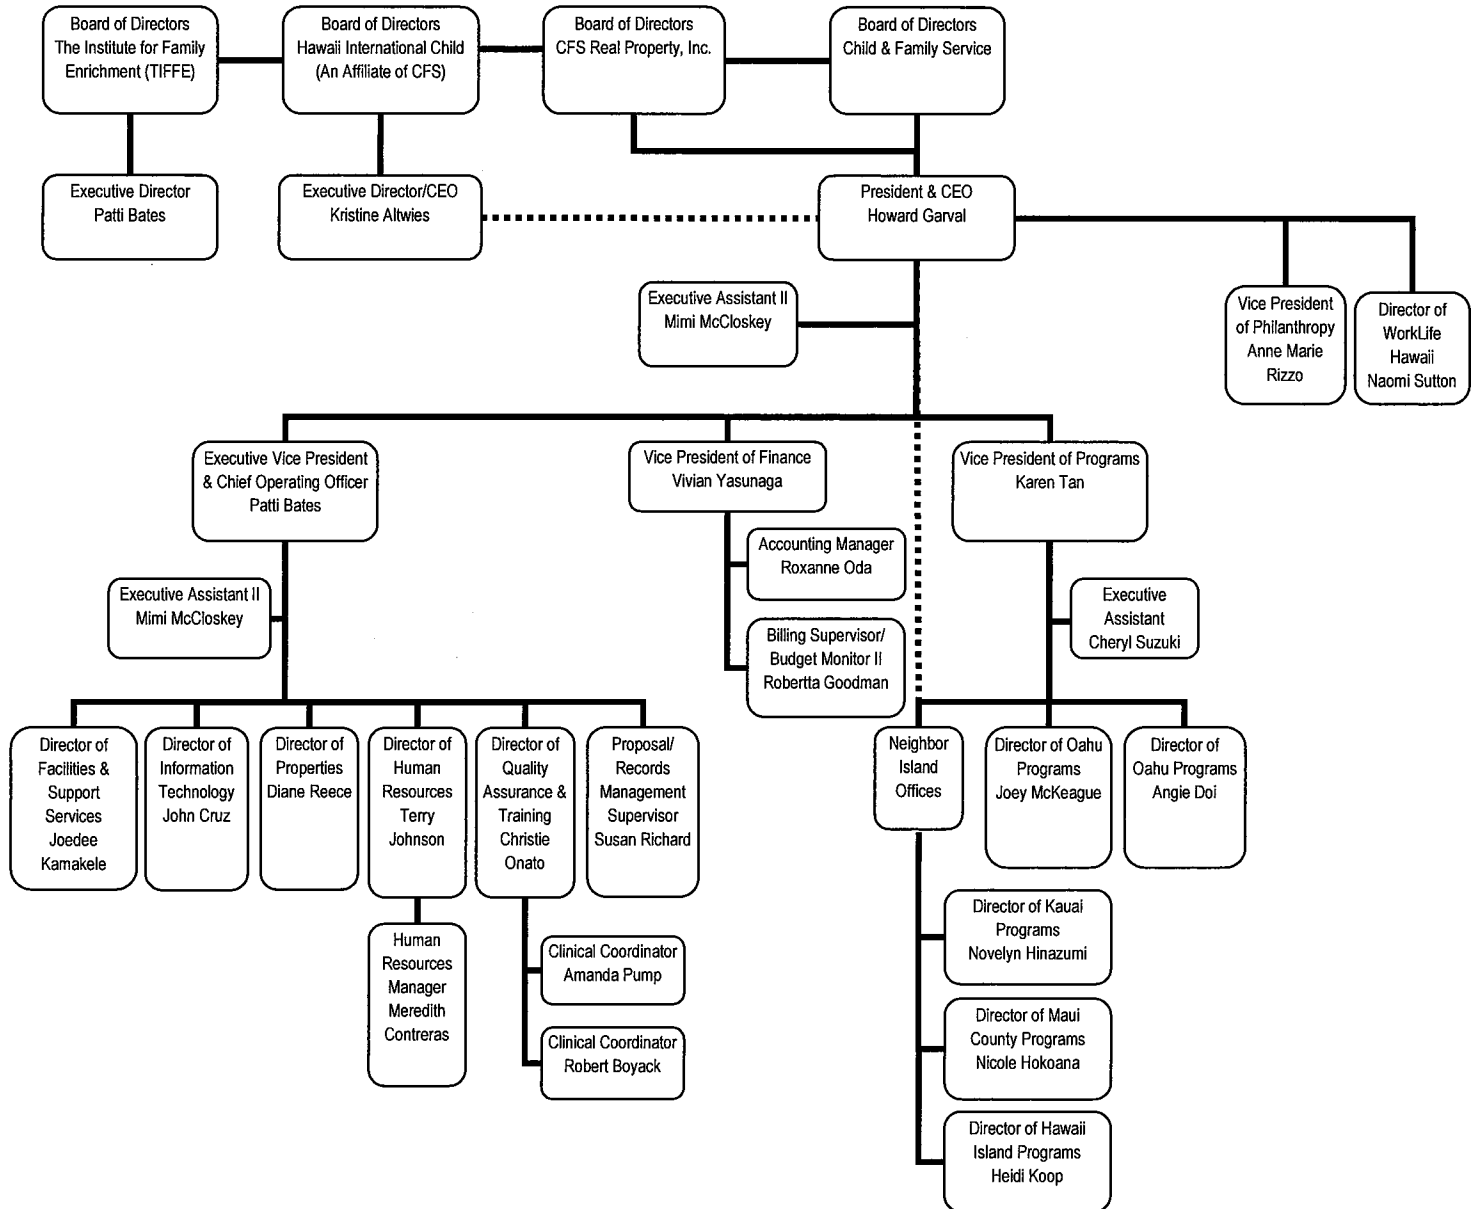 Board of Directors
The Institute for Family
Enrichment (TIFFE)
Board of Directors
Hawaii International Child
(An Affiliate of CFS)
Board of Directors
CFS Real Property, Inc.
Board of Directors
Child & Family Service
Executive Director
Patti Bates
Executive Director/CEO
Kristine Altwies
President & CEO
Howard Garval
Executive Assistant II
Mimi McCloskey
Vice President
of Philanthropy
Anne Marie
Rizzo
Director of
WorkLife
Hawaii
Naomi Sutton
Executive Vice President
& Chief Operating Officer
Patti Bates
Vice President of Finance
Vivian Yasunaga
Vice President of Programs
Karen Tan
Accounting Manager
Roxanne Oda
Executive Assistant II
Mimi McCloskey
Executive
Assistant
Cheryl Suzuki
Billing Supervisor/
Budget Monitor II
Robertta Goodman
Director of
Facilities &
Support
Services
Joedee
Kamakele
Director of
Information
Technology
John Cruz
Director of
Properties
Diane Reece
Director of
Human
Resources
Terry
Johnson
Director of
Quality
Assurance &
Training
Christie
Onato
Proposal/
Records
Management
Supervisor
Susan Richard
Neighbor
Island
Offices
Director of Oahu
Programs
Joey McKeague
Director of
Oahu Programs
Angie Doi
Human
Resources
Manager
Meredith
Contreras
Clinical Coordinator
Amanda Pump
Clinical Coordinator
Robert Boyack
Director of Kauai
Programs
Novelyn Hinazumi
Director of Maui
County Programs
Nicole Hokoana
Director of Hawaii
Island Programs
Heidi Koop